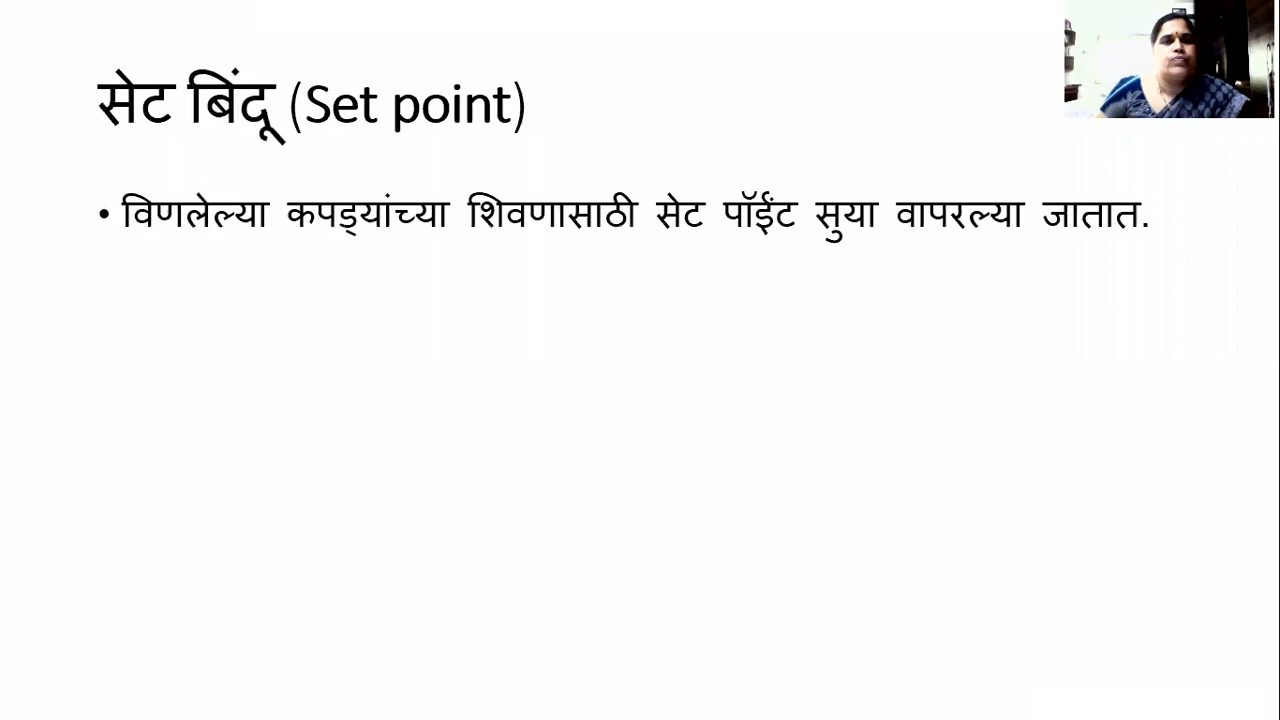 सेट बिंदू (Set point)
• विणलेल्या कपड्यांच्या शिवणासाठी सेट पॉईंट सुया वापरल्या जातात.